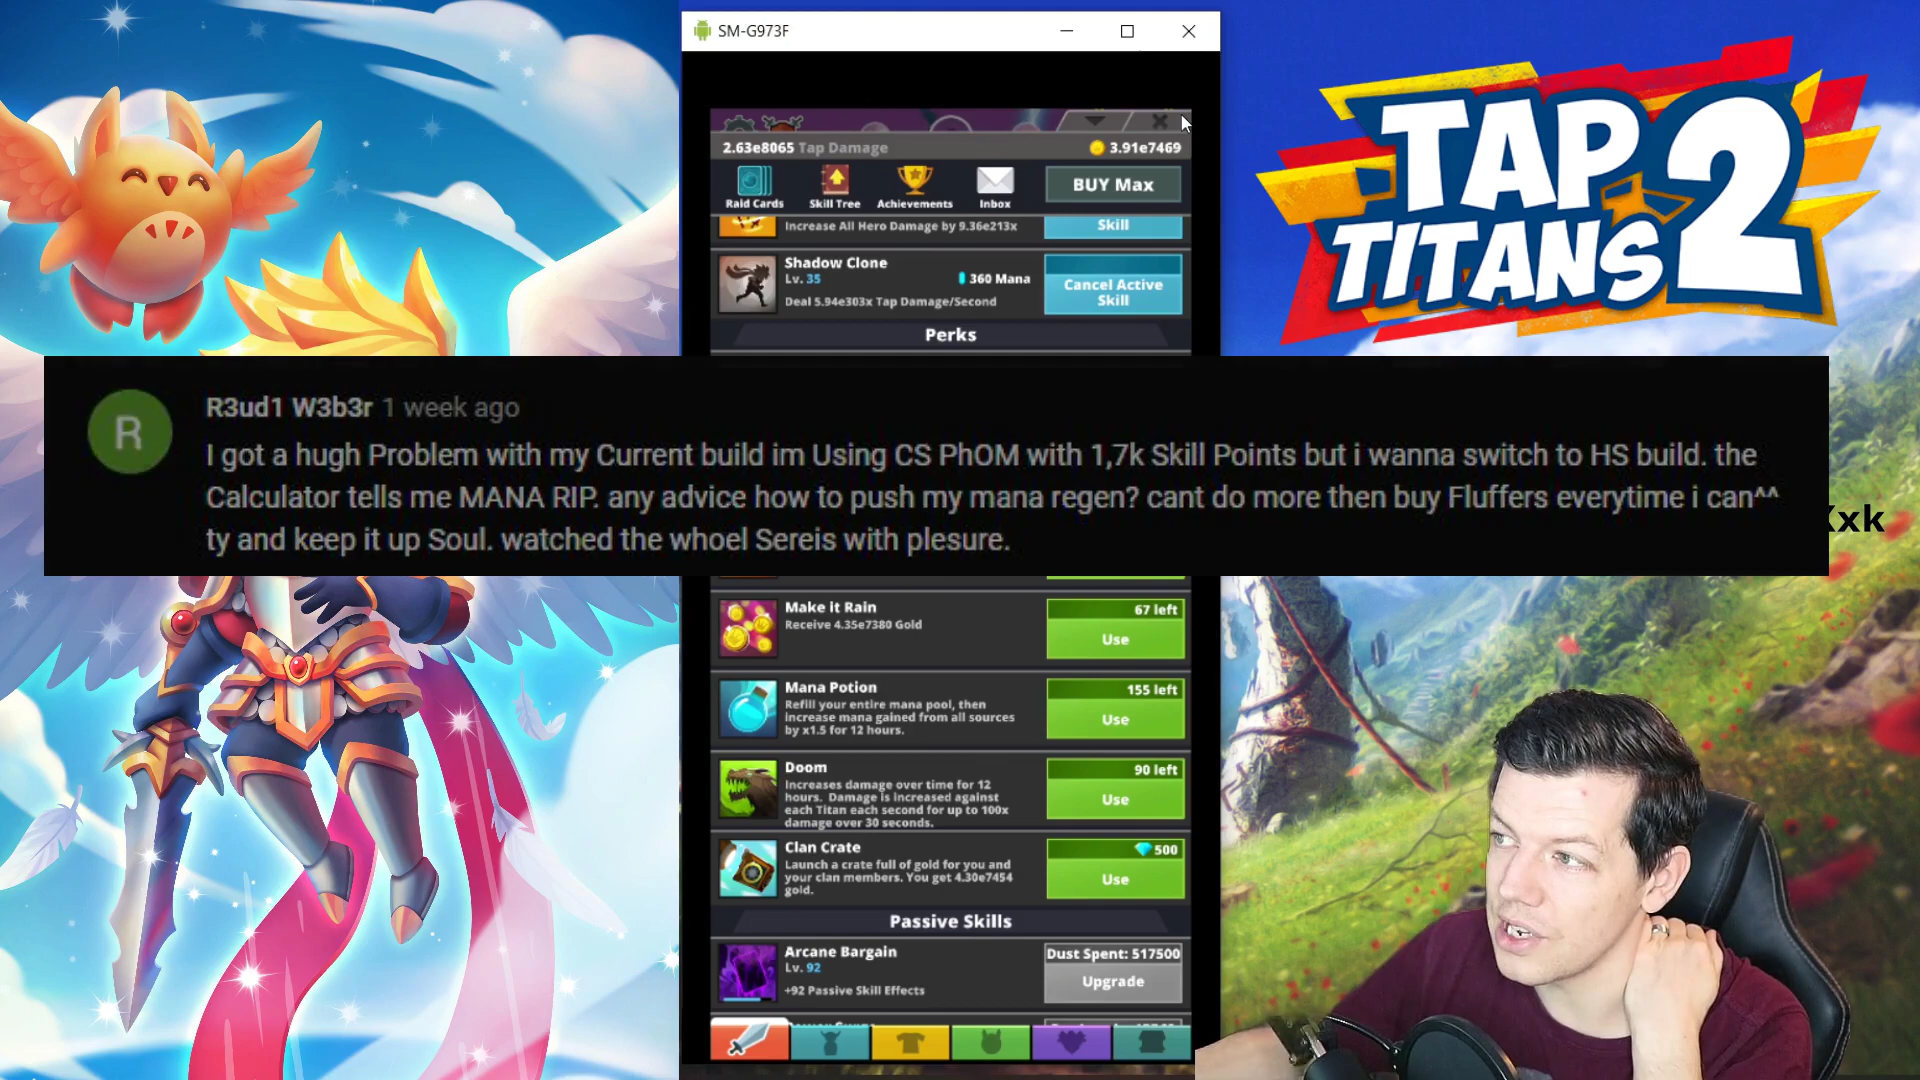 SM-G973F
2.63e8065 Tap Damage
3.91e7469
Raid Cards
Skill Tree
Achievements
Inbox
BUY Max
Increase All Hero Damage by 9.36e213x
Skill
Shadow Clone
Lv. 35
360 Mana
Deal 5.94e303x Tap Damage/Second
Cancel Active
Skill
Perks
TAP
TITANS 2
R
R3ud1 W3b3r 1 week ago
I got a hugh Problem with my Current build im Using CS PhOM with 1,7k Skill Points but i wanna switch to HS build. the
Calculator tells me MANA RIP. any advice how to push my mana regen? cant do more then buy Fluffers everytime i can^^
ty and keep it up Soul. watched the whoel Sereis with plesure.
xk
Make it Rain
Receive 4.35e7380 Gold
67 left
Use
Mana Potion
Refill your entire mana pool, then
increase mana gained from all sources
by x1.5 for 12 hours.
155 left
Use
Doom
Increases damage over time for 12
hours. Damage is increased against
each Titan each second for up to 100x
damage over 30 seconds.
90 left
Use
Clan Crate
Launch a crate full of gold for you and
your clan members. You get 4.30e7454
gold.
500
Use
Passive Skills
Arcane Bargain
Lv. 92
+92 Passive Skill Effects
Dust Spent: 517500
Upgrade